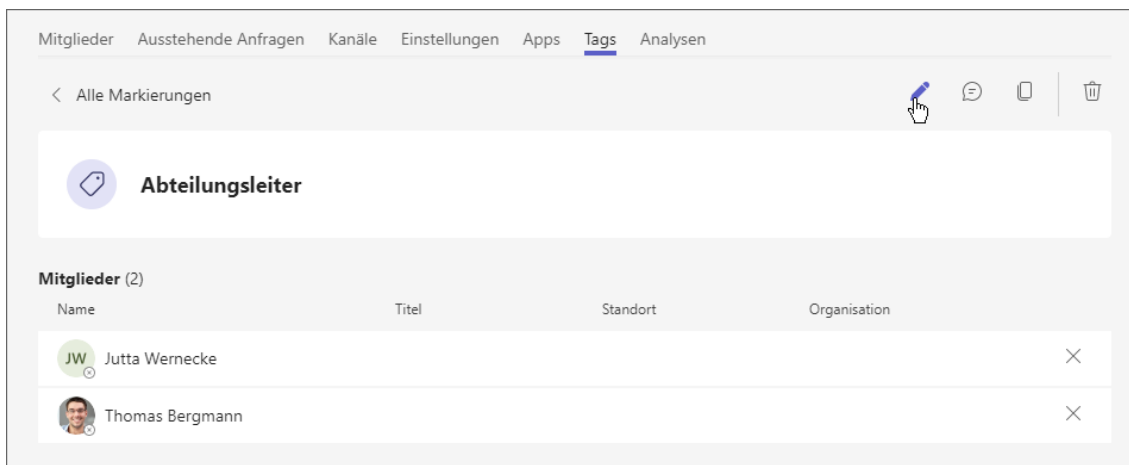 Mitglieder Ausstehende Anfragen Kanäle Einstellungen Apps Tags Analysen
Alle Markierungen
Abteilungsleiter
Mitglieder (2)
Name Titel Standort Organisation
JW Jutta Wernecke
Thomas Bergmann